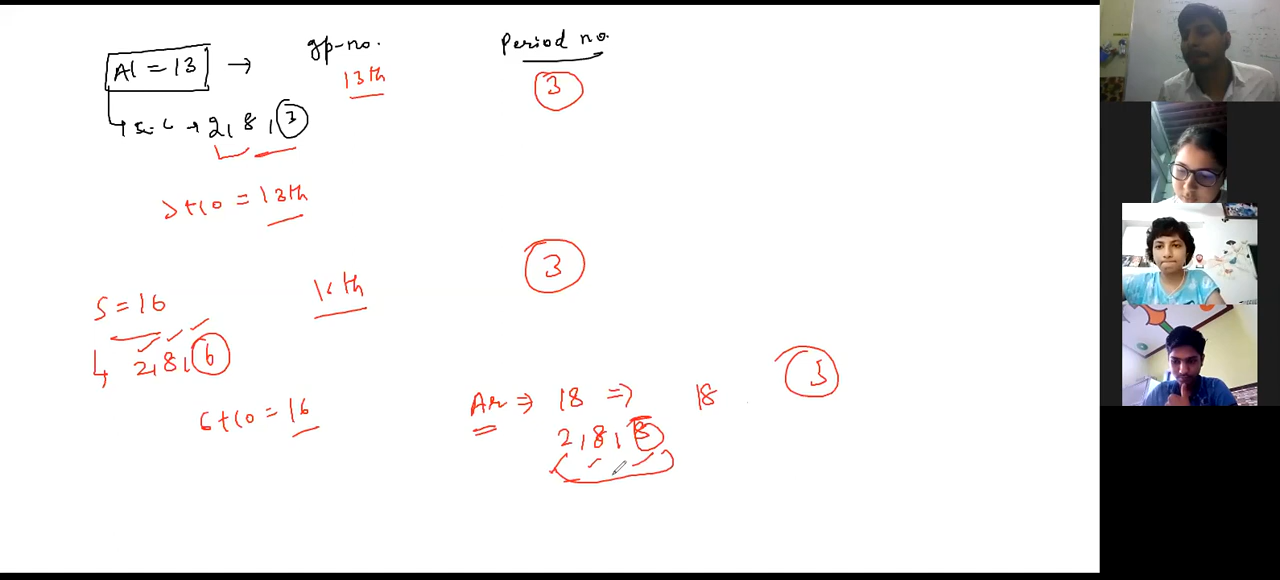 gp-no. Period no.
Al = 13 → 13th 3
→ 2, 8, 3
3+10 = 13th
3
S = 16 16th
↳ 2, 8, 6
6+10 = 16
Ar ⇒ 18 ⇒ 18 3
2, 8, 8